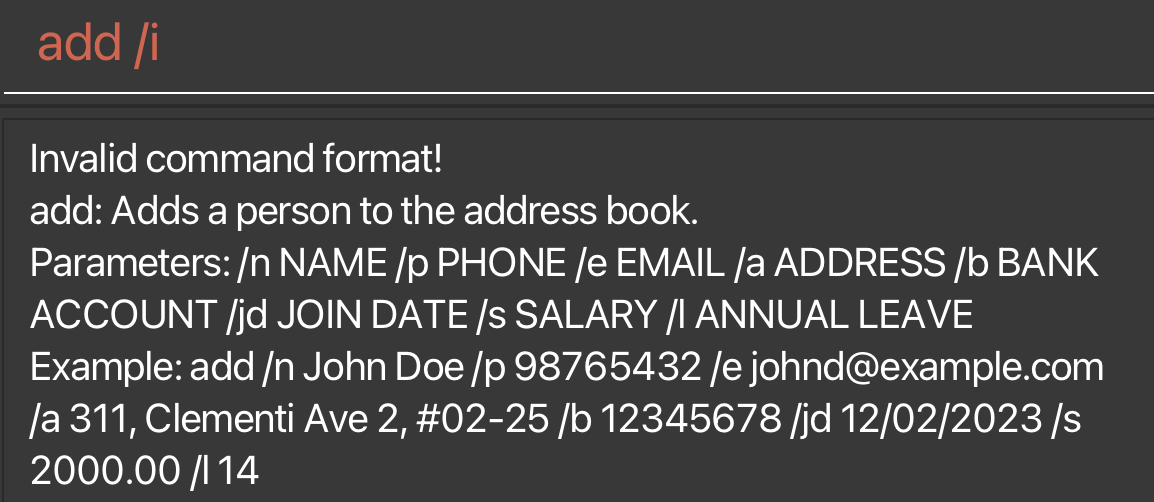 add /i
Invalid command format!
add: Adds a person to the address book.
Parameters: /n NAME /p PHONE /e EMAIL /a ADDRESS /b BANK
ACCOUNT /jd JOIN DATE /s SALARY /l ANNUAL LEAVE
Example: add /n John Doe /p 98765432 /e johnd@example.com
/a 311, Clementi Ave 2, #02-25 /b 12345678 /jd 12/02/2023 /s
2000.00 /l 14